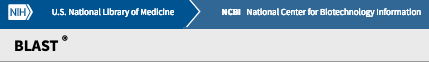 NIH U.S. National Library of Medicine NCBI National Center for Biotechnology Information
BLAST ®